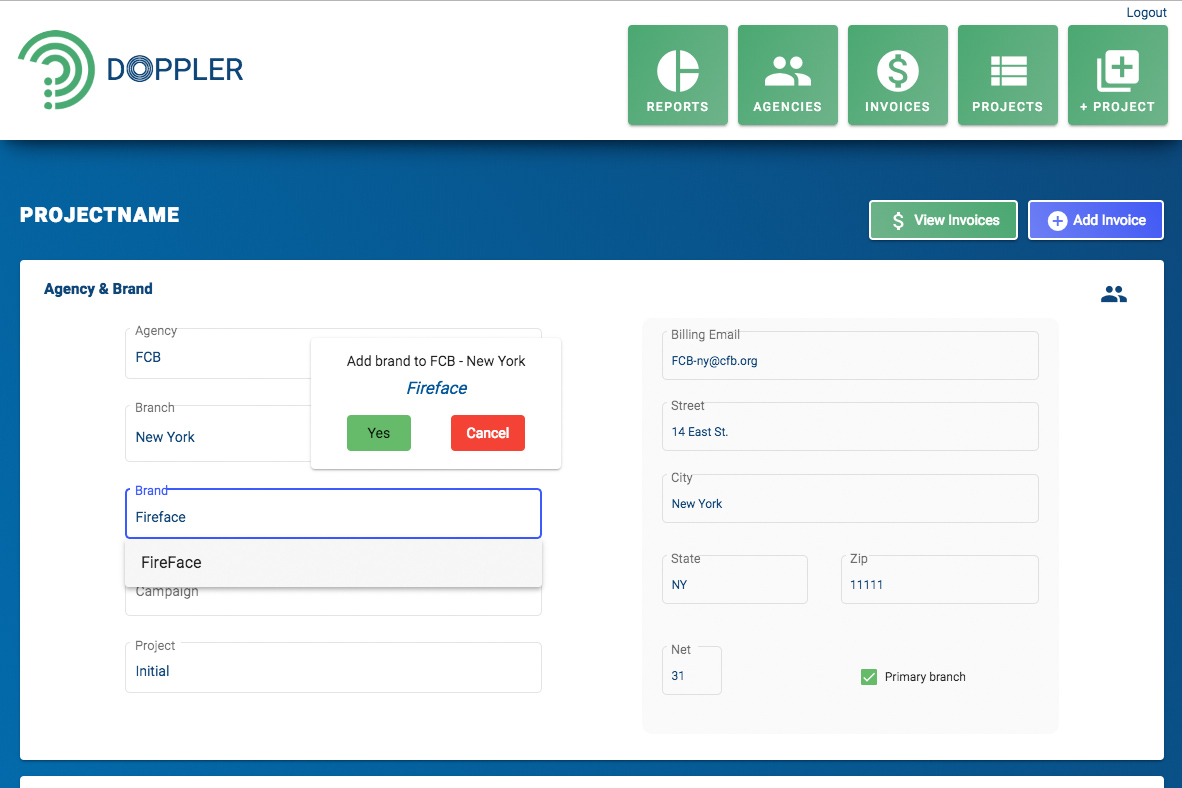 Logout
DOPPLER
REPORTS
AGENCIES
INVOICES
PROJECTS
+ PROJECT
PROJECTNAME
$ View Invoices
Add Invoice
Agency & Brand
Agency
FCB
Branch
New York
Add brand to FCB - New York
Fireface
Yes
Cancel
Brand
Fireface
FireFace
Campaign
Project
Initial
Billing Email
FCB-ny@cfb.org
Street
14 East St.
City
New York
State
NY
Zip
11111
Net
31
Primary branch